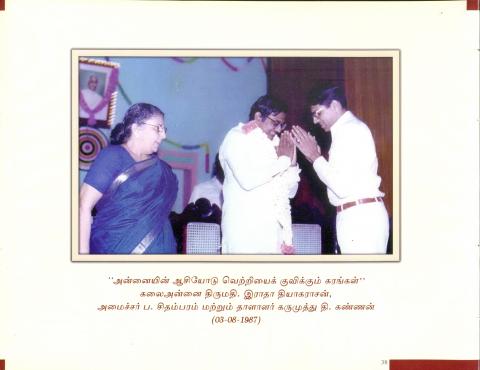 "அன்னையின் ஆசியோடு வெற்றியைக் குவிக்கும் கரங்கள்"
கலைஅன்னை திருமதி. இராதா தியாகராசன்,
அமைச்சர் ப. சிதம்பரம் மற்றும் தாளாளர் கருமுத்து தி. கண்ணன்
(03-08-1987)
38